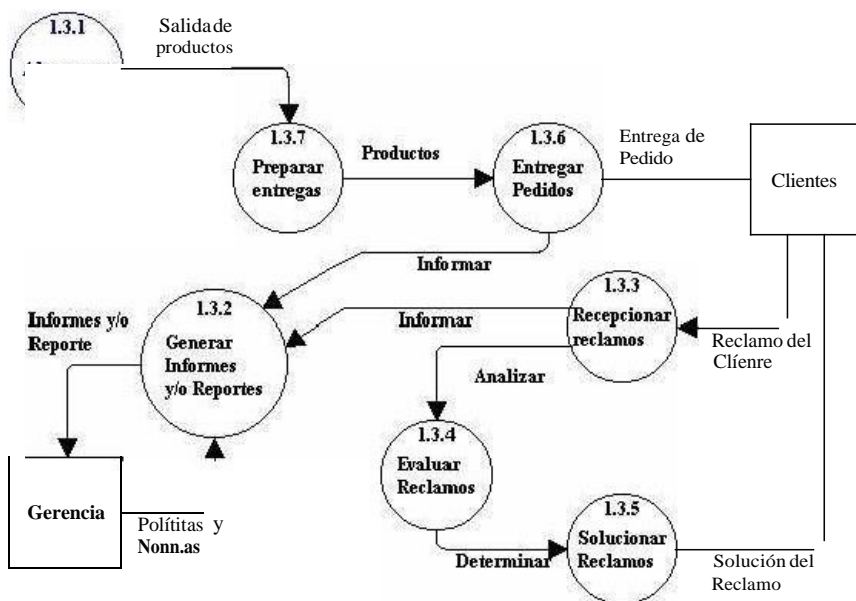 1.3.1
Salida de
productos
1.3.7
Preparar
entregas
Productos
1.3.6
Entregar
Pedidos
Entrega de
Pedido
Clientes
Informar
1.3.3
Recepcionar
reclamos
Informar
Reclamo del
Clíenre
Informes y/o
Reporte
1.3.2
Generar
Informes
y/o Reportes
Analizar
1.3.4
Evaluar
Reclamos
Gerencia
Polítitas y
Nonn.as
Determinar
1.3.5
Solucionar
Reclamos
Solución del
Reclamo